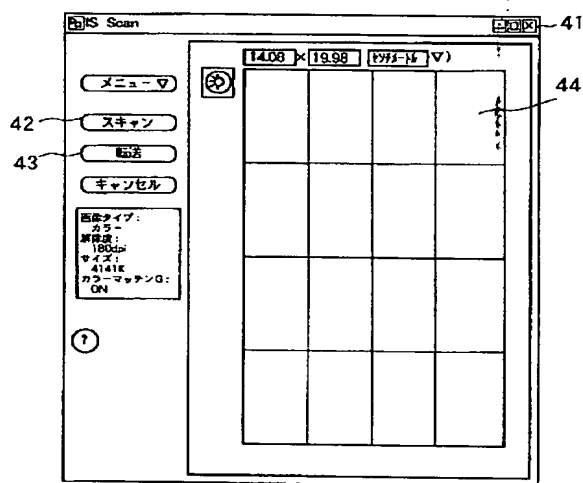 IS Scan
41
14.08 × 19.98 センチメートル ▽)
メニュー ▽
44
42
スキャン
43
転送
キャンセル
画像タイプ:
カラー
解像度:
180dpi
サイズ:
4141K
カラーマッチング:
ON
?